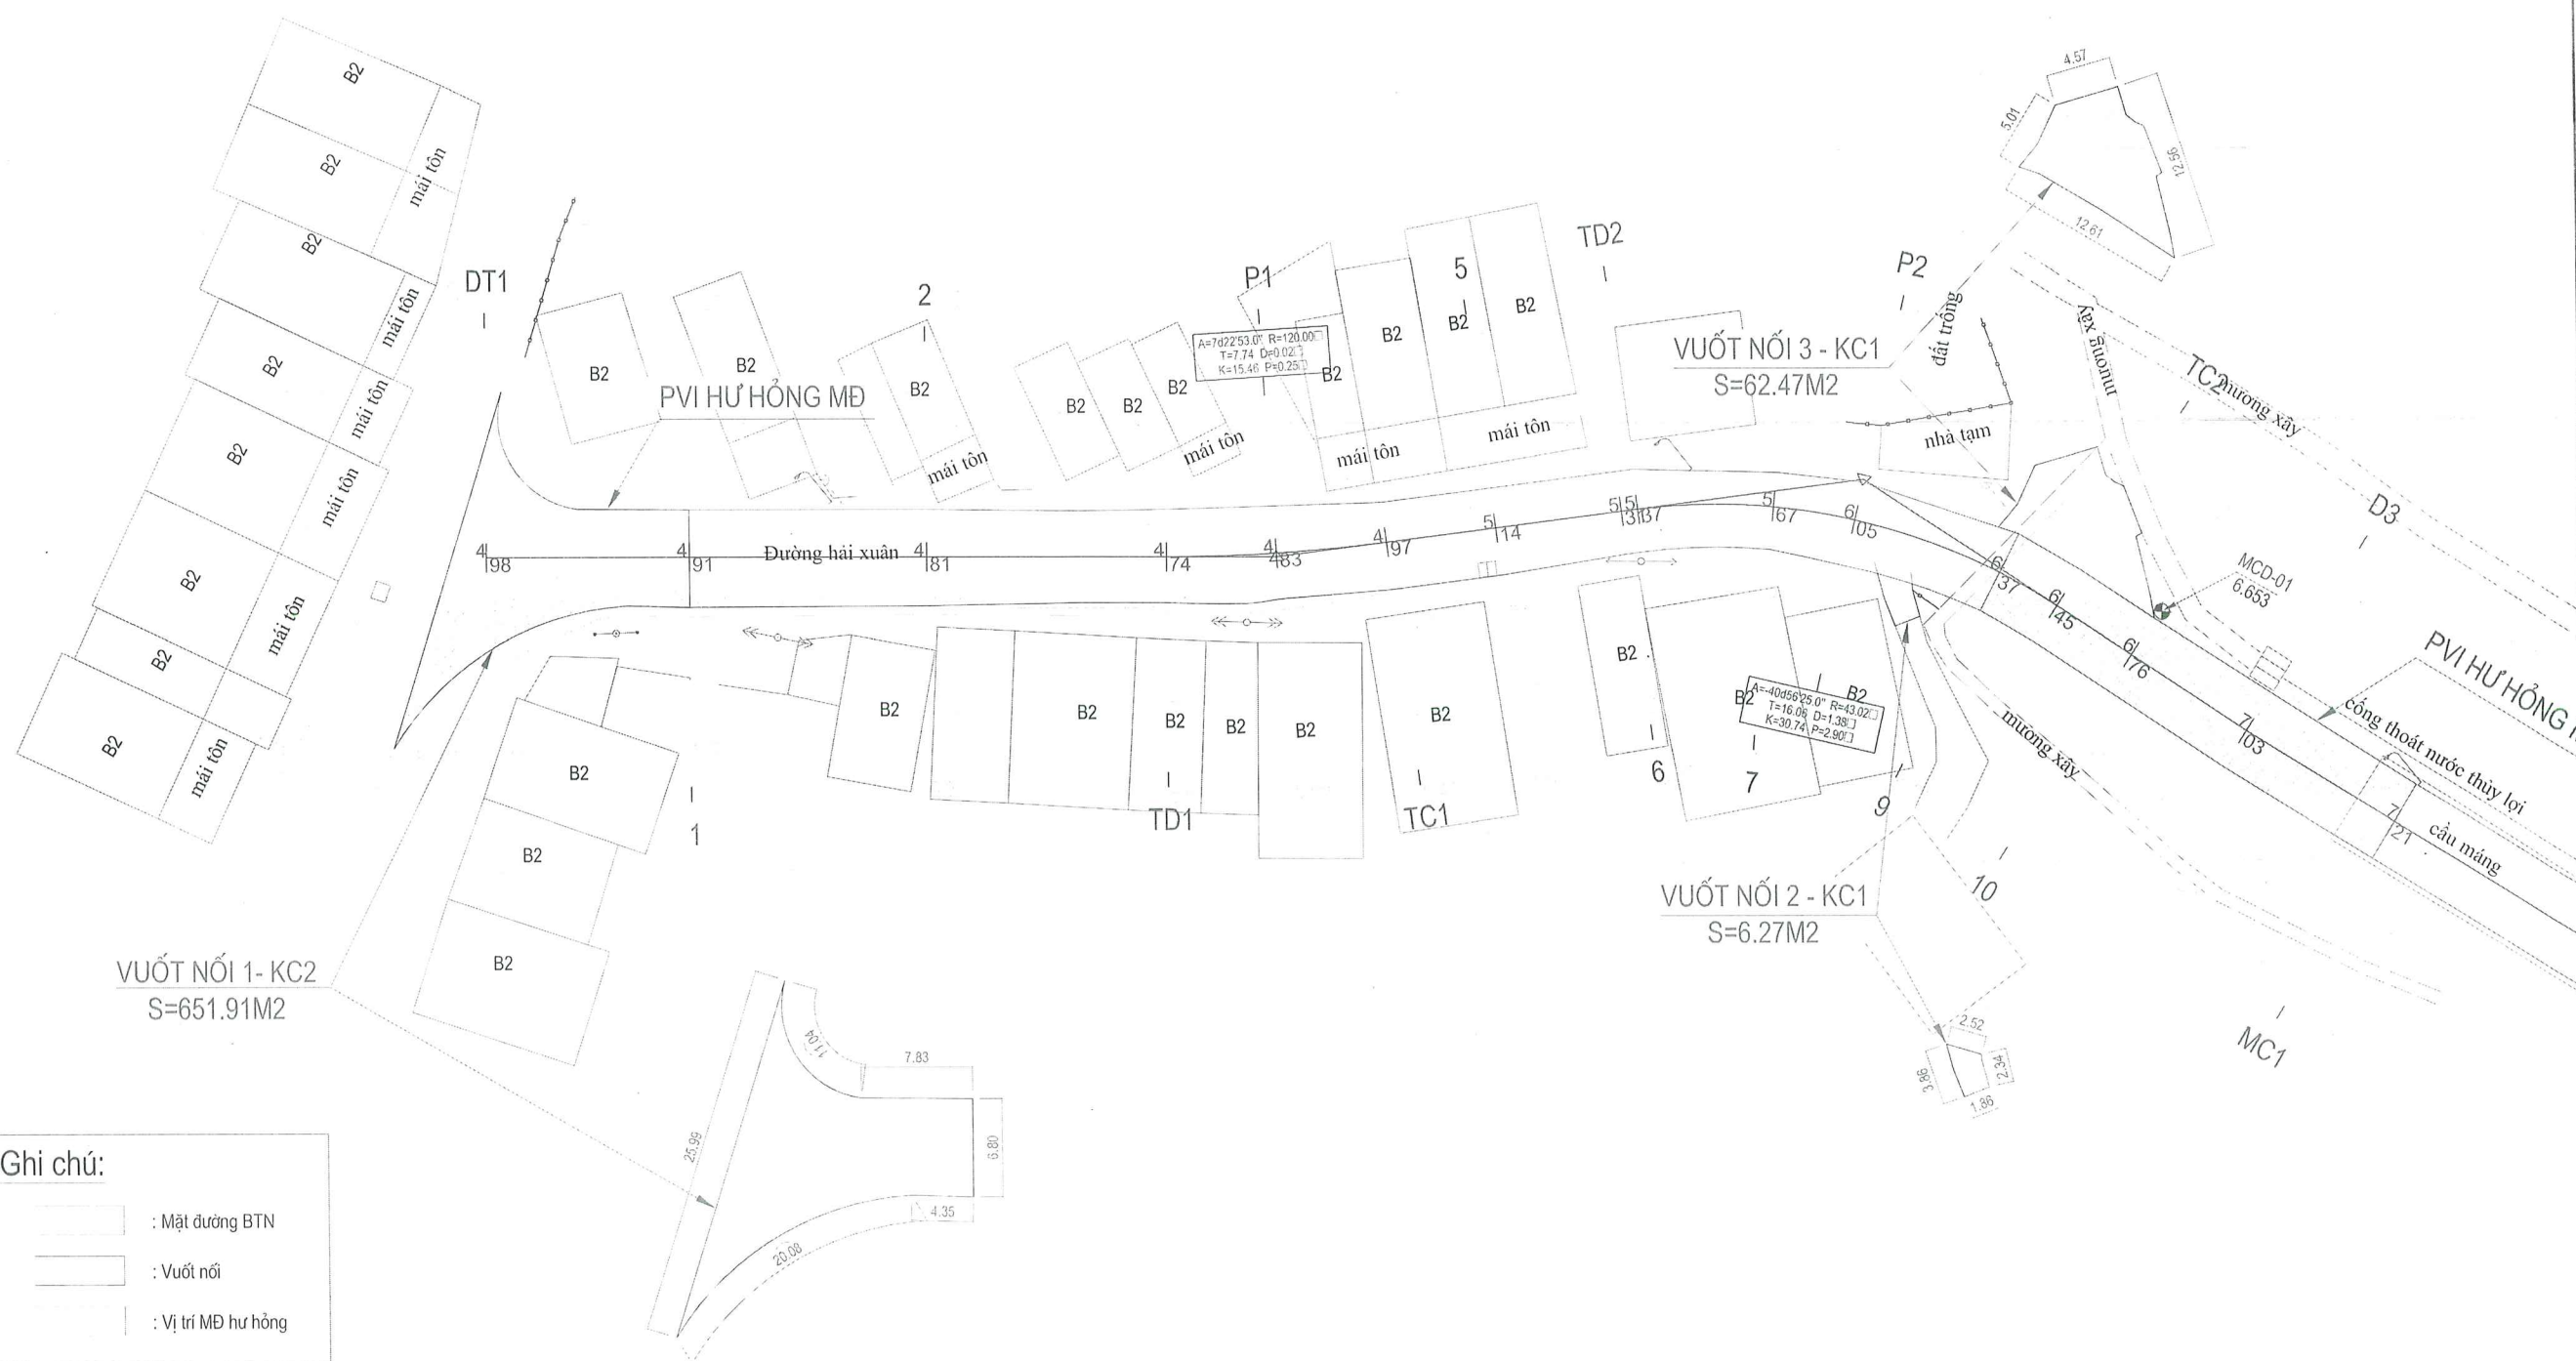 B2
B2
mái tôn
B2
mái tôn
B2
mái tôn
B2
mái tôn
B2
mái tôn
B2
B2
mái tôn
DT1
B2
B2
PVI HƯ HỎNG MĐ
2
B2
mái tôn
B2
B2
B2
mái tôn
P1
A=7d22'53.0" R=120.00
T=7.74 D=0.02
K=15.46 P=0.25
B2
B2
5
B2
B2
mái tôn
mái tôn
TD2
VUỐT NỐI 3 - KC1
S=62.47M2
P2
đất trống
nhà tạm
4.57
5.01
12.56
12.61
mương xây
TC2
mương xây
D3
MCD-01
6.653
PVI HƯ HỎNG
cống thoát nước thủy lợi
cầu máng
Đường hải xuân
4 98
4 91
4 81
4 74
4 83
4 97
5 14
5 31
5 37
5 67
6 05
6 37
6 45
6 76
7 03
7 21
B2
B2
B2
1
B2
B2
B2
B2
B2
TD1
B2
TC1
B2
6
B2
B2
A=-40d56'25.0" R=43.02
T=16.06 D=1.38
K=30.74 P=2.90
7
9
mương xây
10
MC1
VUỐT NỐI 2 - KC1
S=6.27M2
2.52
3.86
2.34
1.86
VUỐT NỐI 1- KC2
S=651.91M2
11.04
7.83
25.99
6.80
4.35
20.08
Ghi chú:
: Mặt đường BTN
: Vuốt nối
: Vị trí MĐ hư hỏng